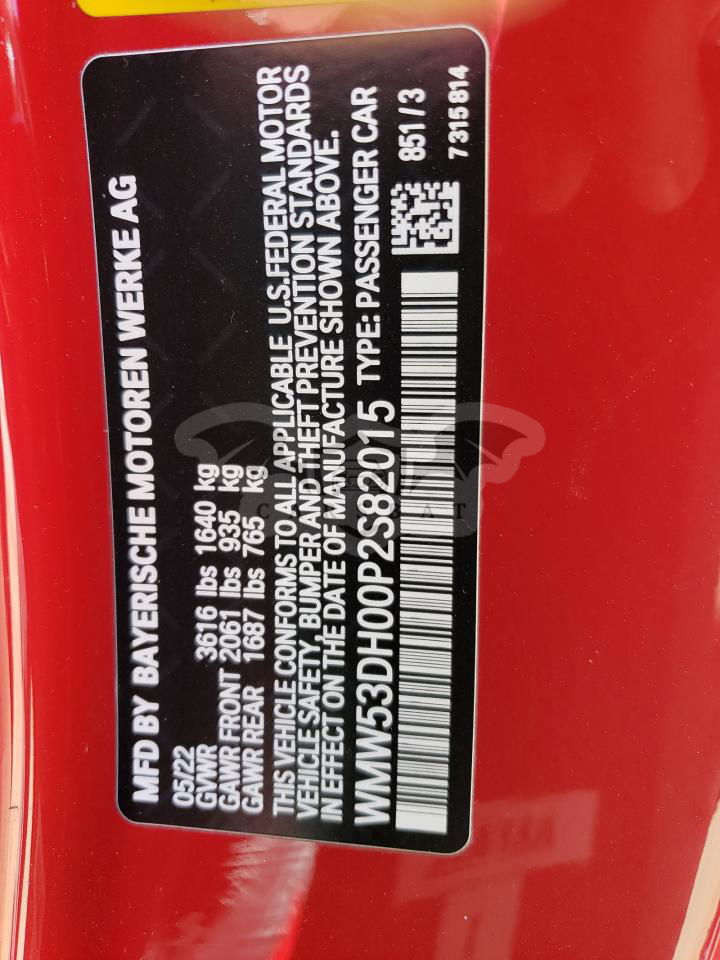 MFD BY BAYERISCHE MOTOREN WERKE AG
05/22
GVWR 3616 lbs 1640 kg
GAWR FRONT 2061 lbs 935 kg
GAWR REAR 1687 lbs 765 kg
THIS VEHICLE CONFORMS TO ALL APPLICABLE U.S.FEDERAL MOTOR
VEHICLE SAFETY, BUMPER AND THEFT PREVENTION STANDARDS
IN EFFECT ON THE DATE OF MANUFACTURE SHOWN ABOVE.
WMW53DH00P2S82015 TYPE: PASSENGER CAR
851 / 3
7 315 814